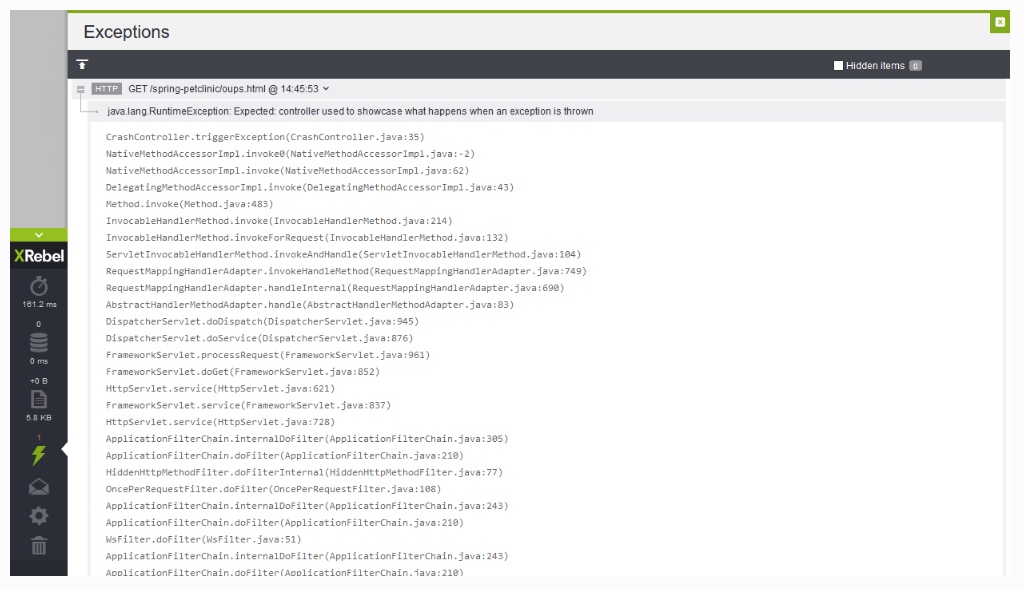 Exceptions
Hidden items 0
HTTP GET /spring-petclinic/oups.html @ 14:45:53
java.lang.RuntimeException: Expected: controller used to showcase what happens when an exception is thrown
CrashController.triggerException(CrashController.java:35)
NativeMethodAccessorImpl.invoke0(NativeMethodAccessorImpl.java:-2)
NativeMethodAccessorImpl.invoke(NativeMethodAccessorImpl.java:62)
DelegatingMethodAccessorImpl.invoke(DelegatingMethodAccessorImpl.java:43)
Method.invoke(Method.java:483)
InvocableHandlerMethod.invoke(InvocableHandlerMethod.java:214)
InvocableHandlerMethod.invokeForRequest(InvocableHandlerMethod.java:132)
ServletInvocableHandlerMethod.invokeAndHandle(ServletInvocableHandlerMethod.java:104)
RequestMappingHandlerAdapter.invokeHandleMethod(RequestMappingHandlerAdapter.java:749)
RequestMappingHandlerAdapter.handleInternal(RequestMappingHandlerAdapter.java:690)
AbstractHandlerMethodAdapter.handle(AbstractHandlerMethodAdapter.java:83)
DispatcherServlet.doDispatch(DispatcherServlet.java:945)
DispatcherServlet.doService(DispatcherServlet.java:876)
FrameworkServlet.processRequest(FrameworkServlet.java:961)
FrameworkServlet.doGet(FrameworkServlet.java:852)
HttpServlet.service(HttpServlet.java:621)
FrameworkServlet.service(FrameworkServlet.java:837)
HttpServlet.service(HttpServlet.java:728)
ApplicationFilterChain.internalDoFilter(ApplicationFilterChain.java:305)
ApplicationFilterChain.doFilter(ApplicationFilterChain.java:210)
HiddenHttpMethodFilter.doFilterInternal(HiddenHttpMethodFilter.java:77)
OncePerRequestFilter.doFilter(OncePerRequestFilter.java:108)
ApplicationFilterChain.internalDoFilter(ApplicationFilterChain.java:243)
ApplicationFilterChain.doFilter(ApplicationFilterChain.java:210)
WsFilter.doFilter(WsFilter.java:51)
ApplicationFilterChain.internalDoFilter(ApplicationFilterChain.java:243)
ApplicationFilterChain.doFilter(ApplicationFilterChain.java:210)
XRebel
161.2 ms
0
0 ms
+0 B
5.8 KB
1